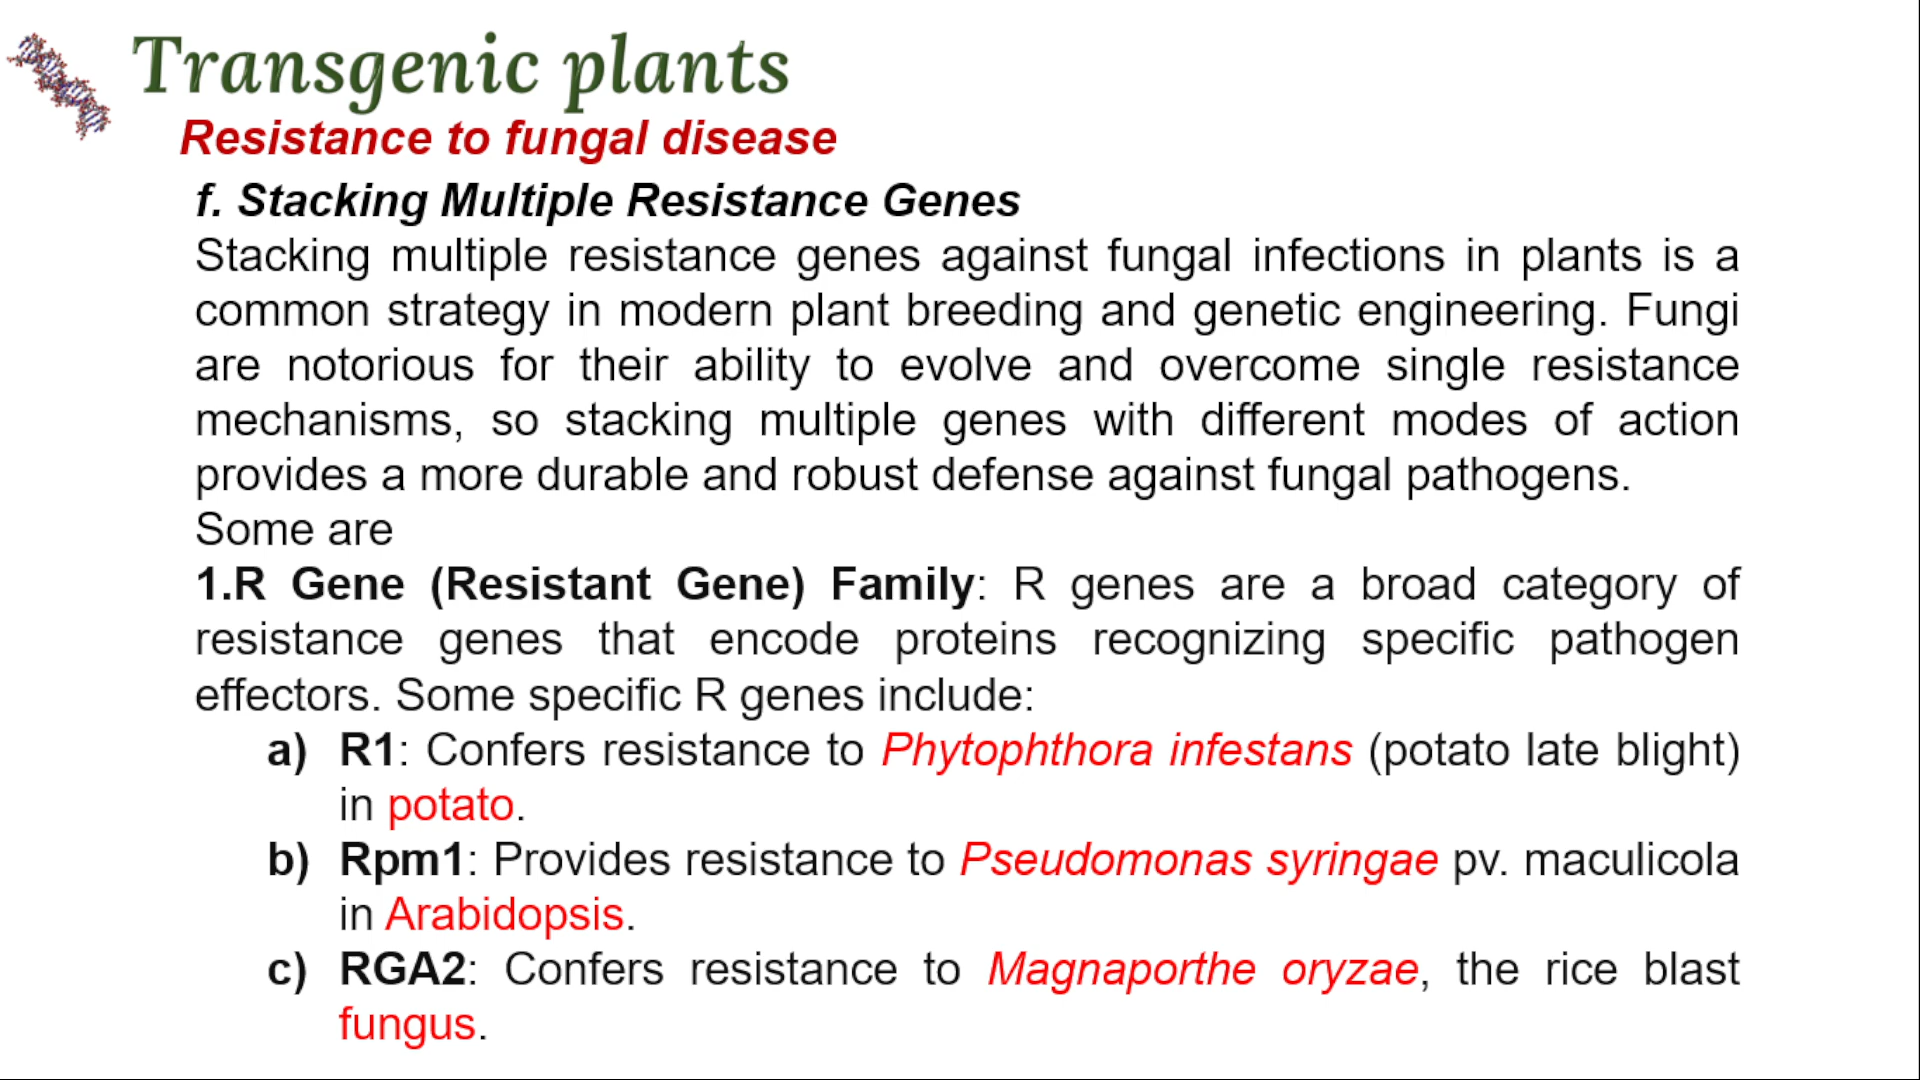 Transgenic plants
Resistance to fungal disease
f. Stacking Multiple Resistance Genes
Stacking multiple resistance genes against fungal infections in plants is a
common strategy in modern plant breeding and genetic engineering. Fungi
are notorious for their ability to evolve and overcome single resistance
mechanisms, so stacking multiple genes with different modes of action
provides a more durable and robust defense against fungal pathogens.
Some are
1.R Gene (Resistant Gene) Family: R genes are a broad category of
resistance genes that encode proteins recognizing specific pathogen
effectors. Some specific R genes include:
a) R1: Confers resistance to Phytophthora infestans (potato late blight)
in potato.
b) Rpm1: Provides resistance to Pseudomonas syringae pv. maculicola
in Arabidopsis.
c) RGA2: Confers resistance to Magnaporthe oryzae, the rice blast
fungus.